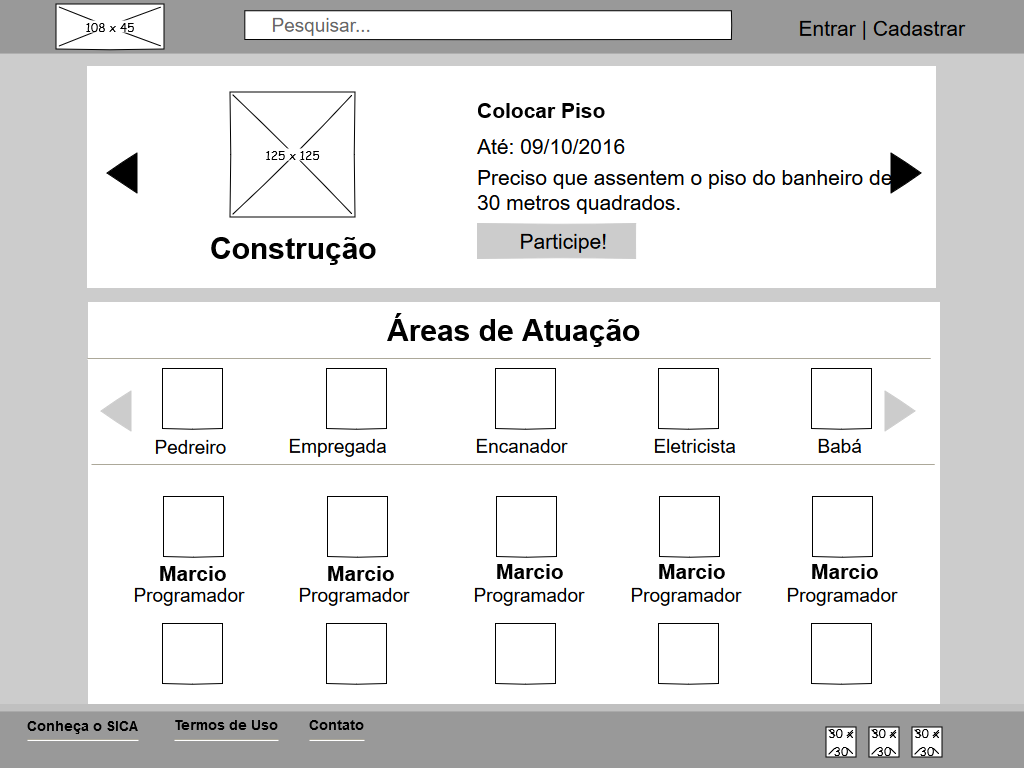 108 x 45
Pesquisar...
Entrar | Cadastrar
125 x 125
Construção
Colocar Piso
Até: 09/10/2016
Preciso que assentem o piso do banheiro de
30 metros quadrados.
Participe!
Áreas de Atuação
Pedreiro Empregada Encanador Eletricista Babá
Marcio Marcio Marcio Marcio Marcio
Programador Programador Programador Programador Programador
Conheça o SICA Termos de Uso Contato
30 x 30 x 30 x
30 30 30